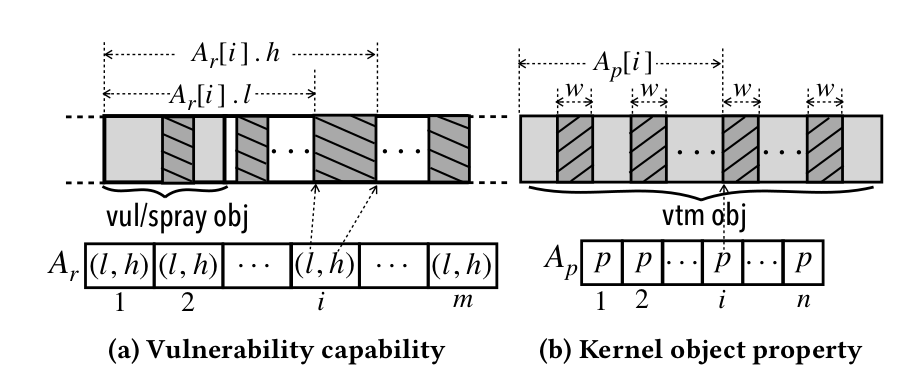 A_r[i].h
A_r[i].l
vul/spray obj
A_r (l, h) (l, h) ··· (l, h) ··· (l, h)
1 2 i m
(a) Vulnerability capability
A_p[i]
w w w w
vtm obj
A_p p p ··· p ··· p
1 2 i n
(b) Kernel object property